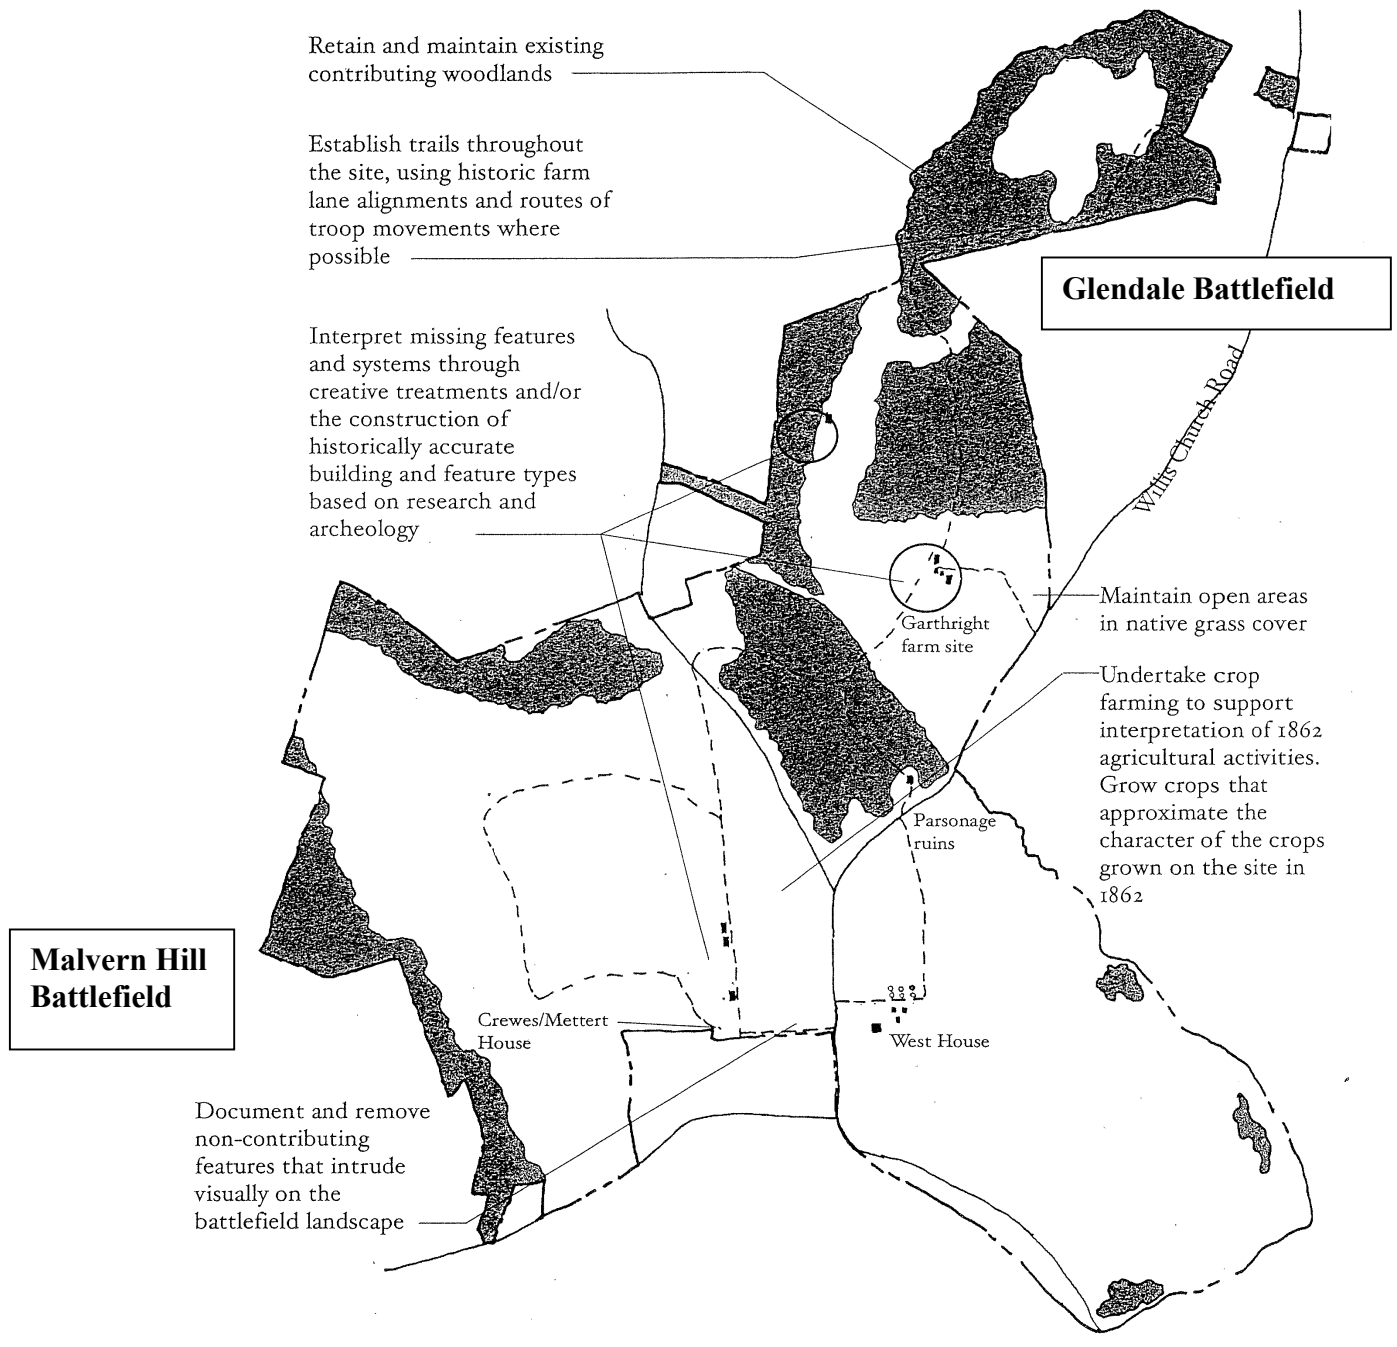 Retain and maintain existing
contributing woodlands
Establish trails throughout
the site, using historic farm
lane alignments and routes of
troop movements where
possible
Glendale Battlefield
Interpret missing features
and systems through
creative treatments and/or
the construction of
historically accurate
building and feature types
based on research and
archeology
Willis Church Road
Maintain open areas
in native grass cover
Garthright
farm site
Undertake crop
farming to support
interpretation of 1862
agricultural activities.
Grow crops that
approximate the
character of the crops
grown on the site in
1862
Parsonage
ruins
Malvern Hill
Battlefield
Crewes/Mettert
House
West House
Document and remove
non-contributing
features that intrude
visually on the
battlefield landscape